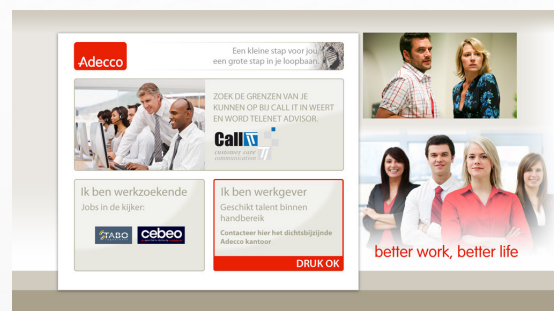 Adecco
Een kleine stap voor jou,
een grote stap in je loopbaan.
ZOEK DE GRENZEN VAN JE
KUNNEN OP BIJ CALL IT IN WEERT
EN WORD TELENET ADVISOR.
Call IT
customer care
communication
Ik ben werkzoekende
Jobs in de kijker:
TABO
cebeo
Ik ben werkgever
Geschikt talent binnen
handbereik
Contacteer hier het dichtsbijzijnde
Adecco kantoor
DRUK OK
better work, better life